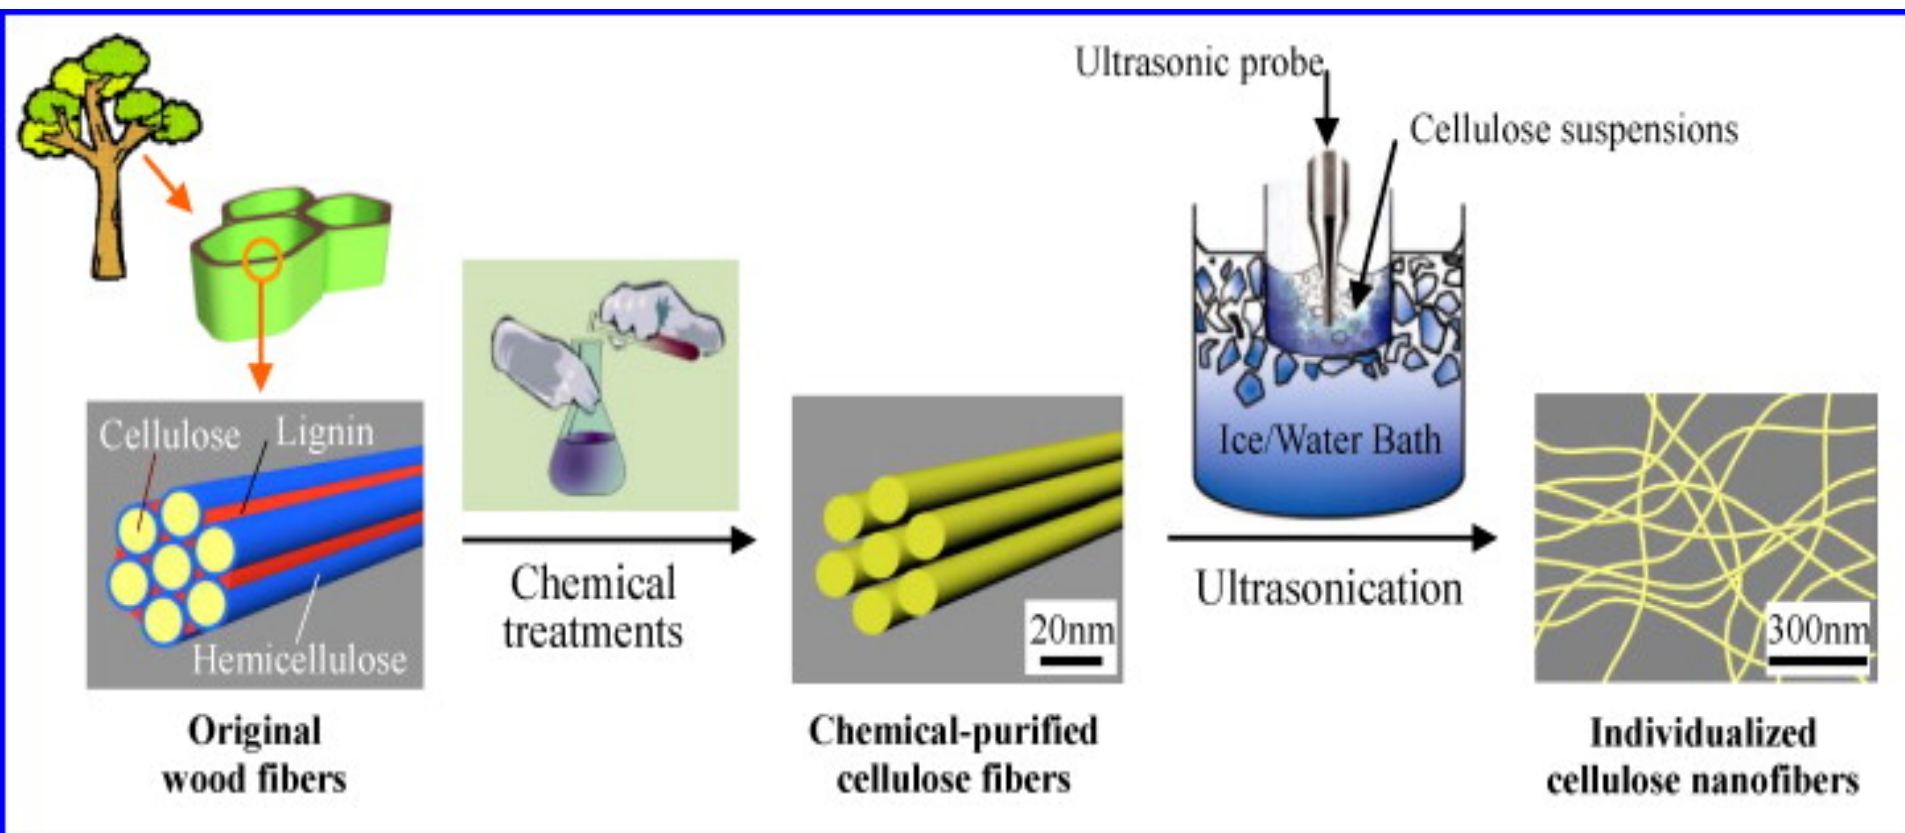 Ultrasonic probe
Cellulose suspensions
Cellulose
Lignin
Hemicellulose
Original
wood fibers
Chemical
treatments
20nm
Chemical-purified
cellulose fibers
Ice/Water Bath
Ultrasonication
300nm
Individualized
cellulose nanofibers